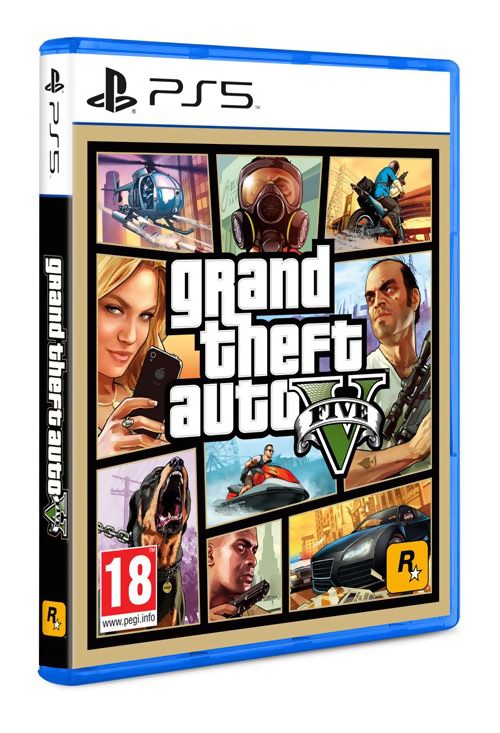 PS5
PS5
grand
theft
auto
FIVE
V
grand theft auto V
18
www.pegi.info
R
R